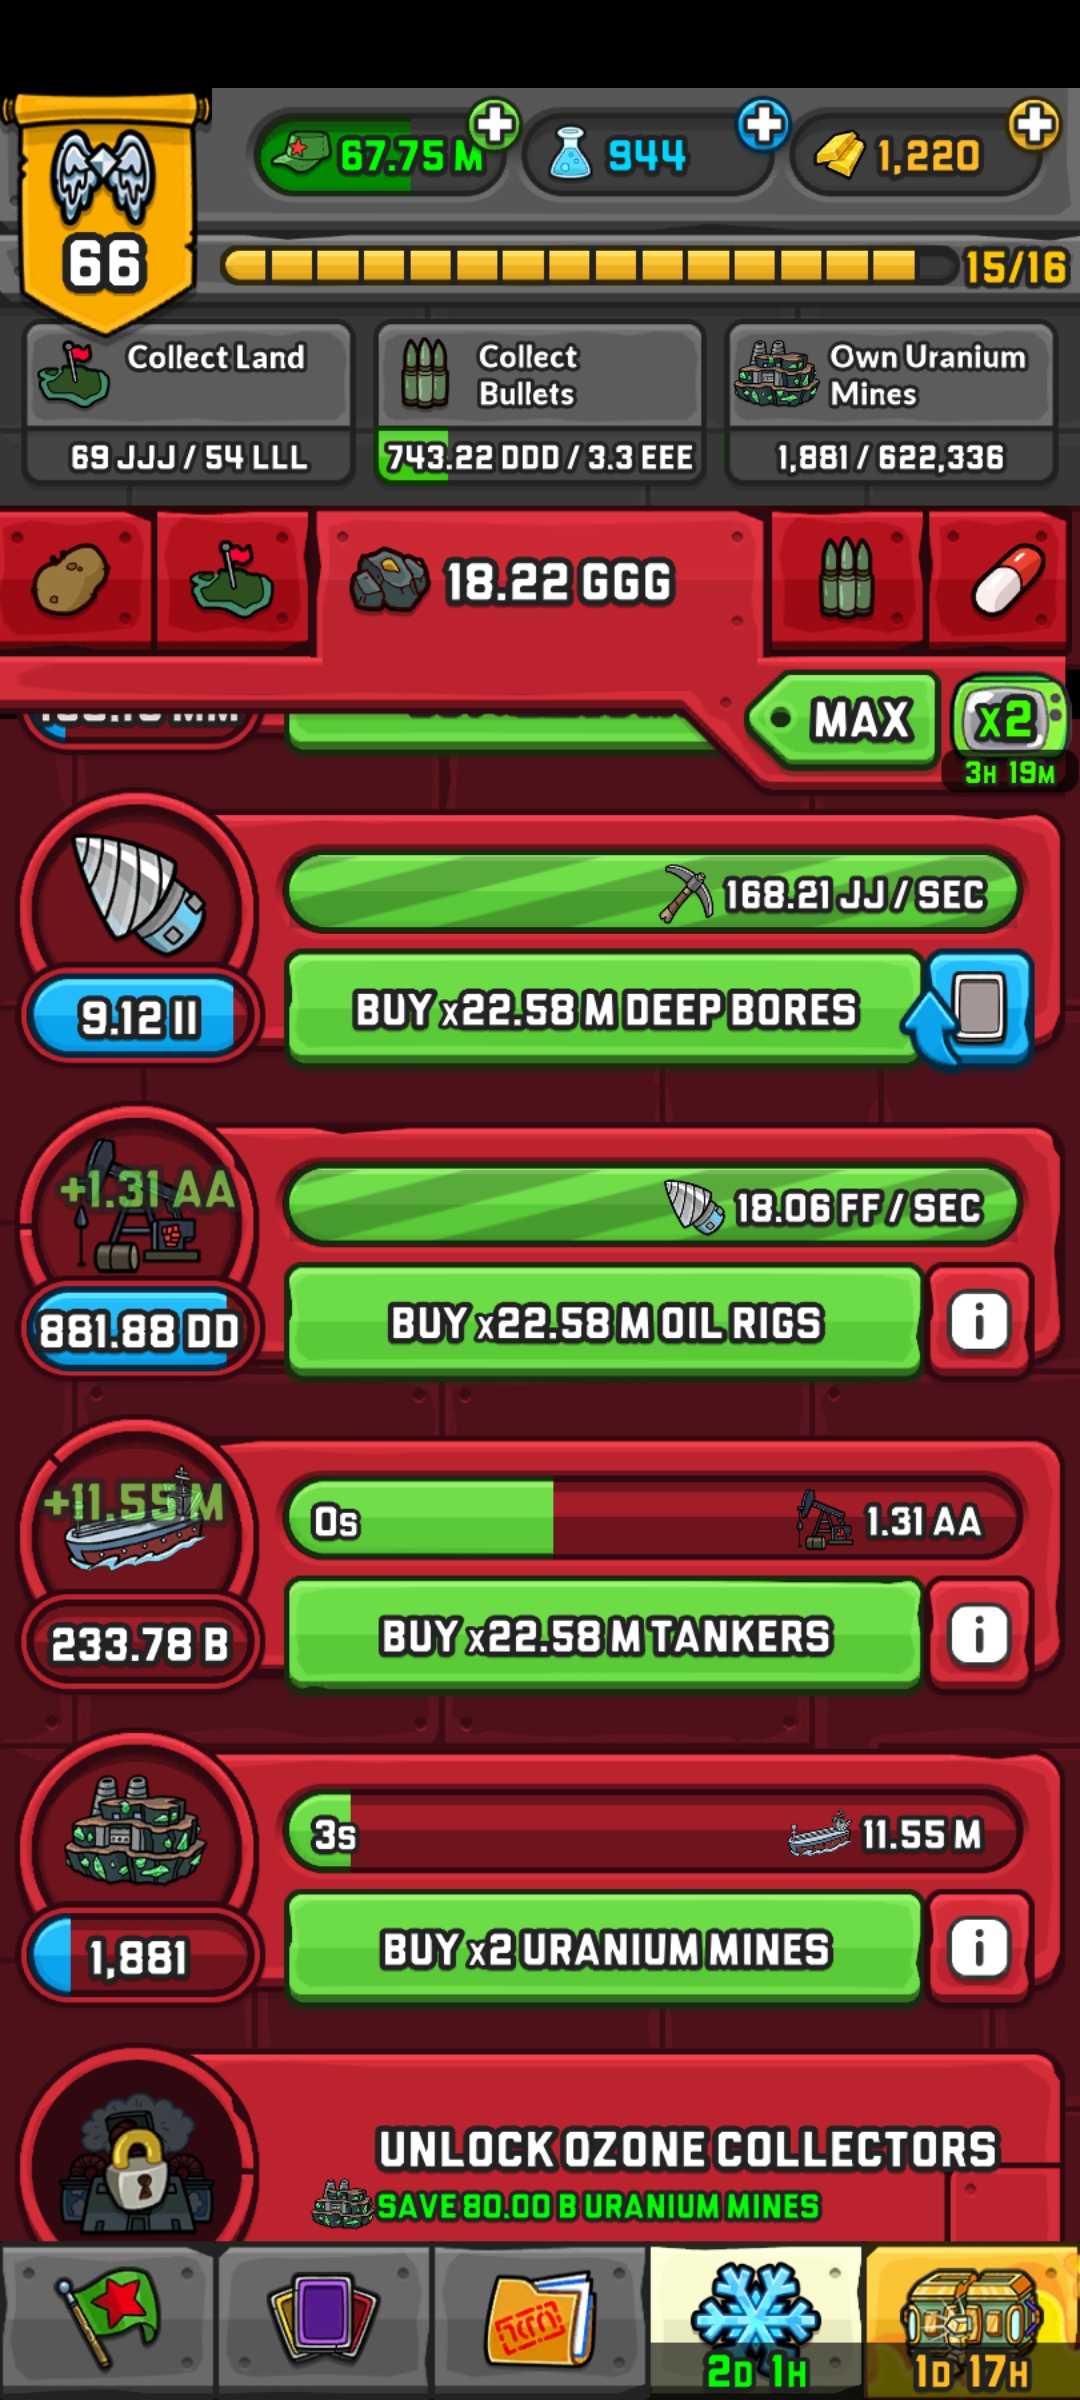 67.75 M
944
1,220
66
15/16
Collect Land
69 JJJ / 54 LLL
Collect
Bullets
743.22 DDD / 3.3 EEE
Own Uranium
Mines
1,881 / 622,336
18.22 GGG
MAX
x2
3H 19M
168.21 JJ / SEC
9.12 II
BUY x22.58 M DEEP BORES
+1.31 AA
18.06 FF / SEC
881.88 DD
BUY x22.58 M OIL RIGS
i
+11.55 M
0s
1.31 AA
233.78 B
BUY x22.58 M TANKERS
i
3s
11.55 M
1,881
BUY x2 URANIUM MINES
i
UNLOCK OZONE COLLECTORS
SAVE 80.00 B URANIUM MINES
2D 1H
1D 17H